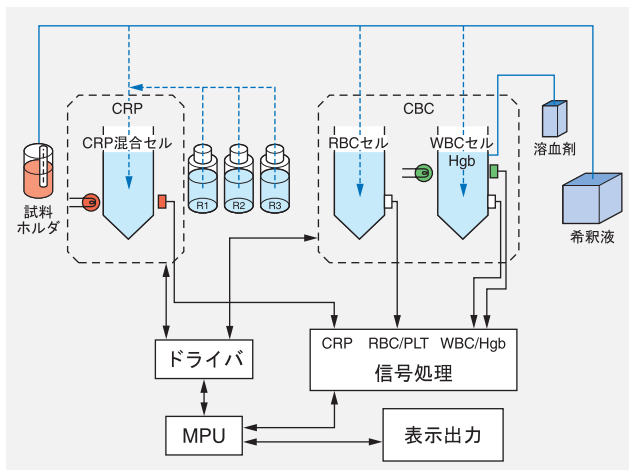 CRP
CBC
CRP混合セル
RBCセル
WBCセル
Hgb
溶血剤
試料
ホルダ
R1
R2
R3
希釈液
CRP RBC/PLT WBC/Hgb
信号処理
ドライバ
MPU
表示出力